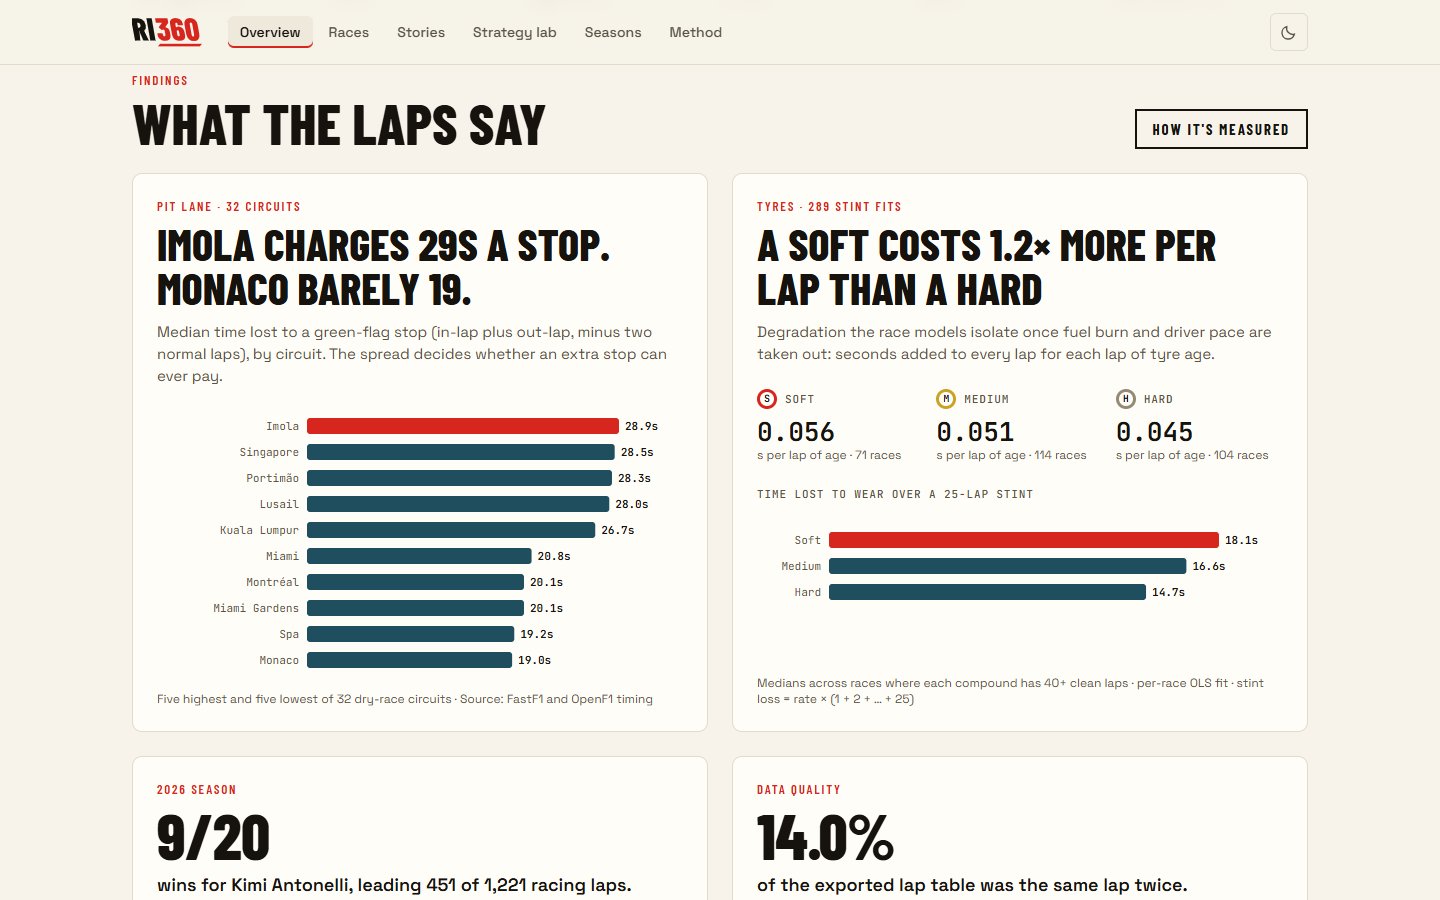 RI360
Overview
Races
Stories
Strategy lab
Seasons
Method
FINDINGS
WHAT THE LAPS SAY
HOW IT'S MEASURED
PIT LANE · 32 CIRCUITS
IMOLA CHARGES 29S A STOP.
MONACO BARELY 19.
Median time lost to a green-flag stop (in-lap plus out-lap, minus two
normal laps), by circuit. The spread decides whether an extra stop can
ever pay.
Imola 28.9s
Singapore 28.5s
Portimão 28.3s
Lusail 28.0s
Kuala Lumpur 26.7s
Miami 20.8s
Montréal 20.1s
Miami Gardens 20.1s
Spa 19.2s
Monaco 19.0s
Five highest and five lowest of 32 dry-race circuits · Source: FastF1 and OpenF1 timing
TYRES · 289 STINT FITS
A SOFT COSTS 1.2× MORE PER
LAP THAN A HARD
Degradation the race models isolate once fuel burn and driver pace are
taken out: seconds added to every lap for each lap of tyre age.
S SOFT
0.056
s per lap of age · 71 races
M MEDIUM
0.051
s per lap of age · 114 races
H HARD
0.045
s per lap of age · 104 races
TIME LOST TO WEAR OVER A 25-LAP STINT
Soft 18.1s
Medium 16.6s
Hard 14.7s
Medians across races where each compound has 40+ clean laps · per-race OLS fit · stint
loss = rate × (1 + 2 + … + 25)
2026 SEASON
9/20
wins for Kimi Antonelli, leading 451 of 1,221 racing laps.
DATA QUALITY
14.0%
of the exported lap table was the same lap twice.